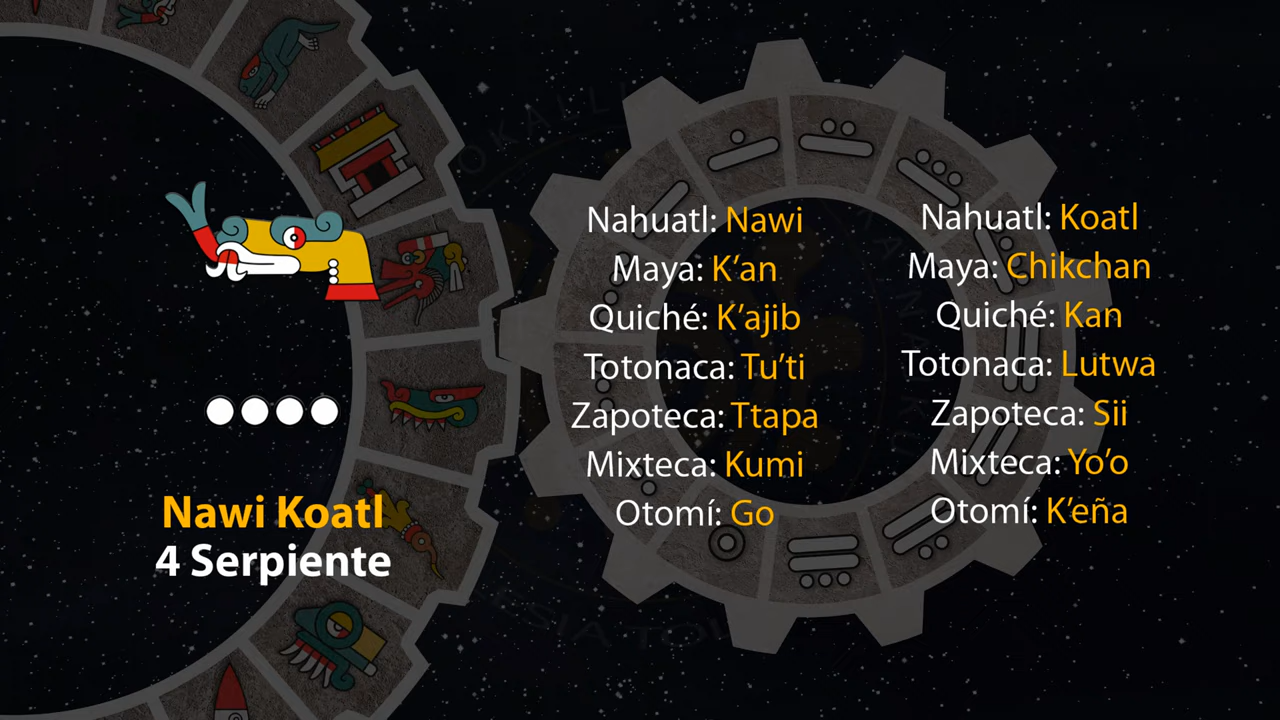 Nawi Koatl
4 Serpiente
Nahuatl: Nawi
Maya: K’an
Quiché: K’ajib
Totonaca: Tu’ti
Zapoteca: Ttapa
Mixteca: Kumi
Otomí: Go
Nahuatl: Koatl
Maya: Chikchan
Quiché: Kan
Totonaca: Lutwa
Zapoteca: Sii
Mixteca: Yo’o
Otomí: K’eña